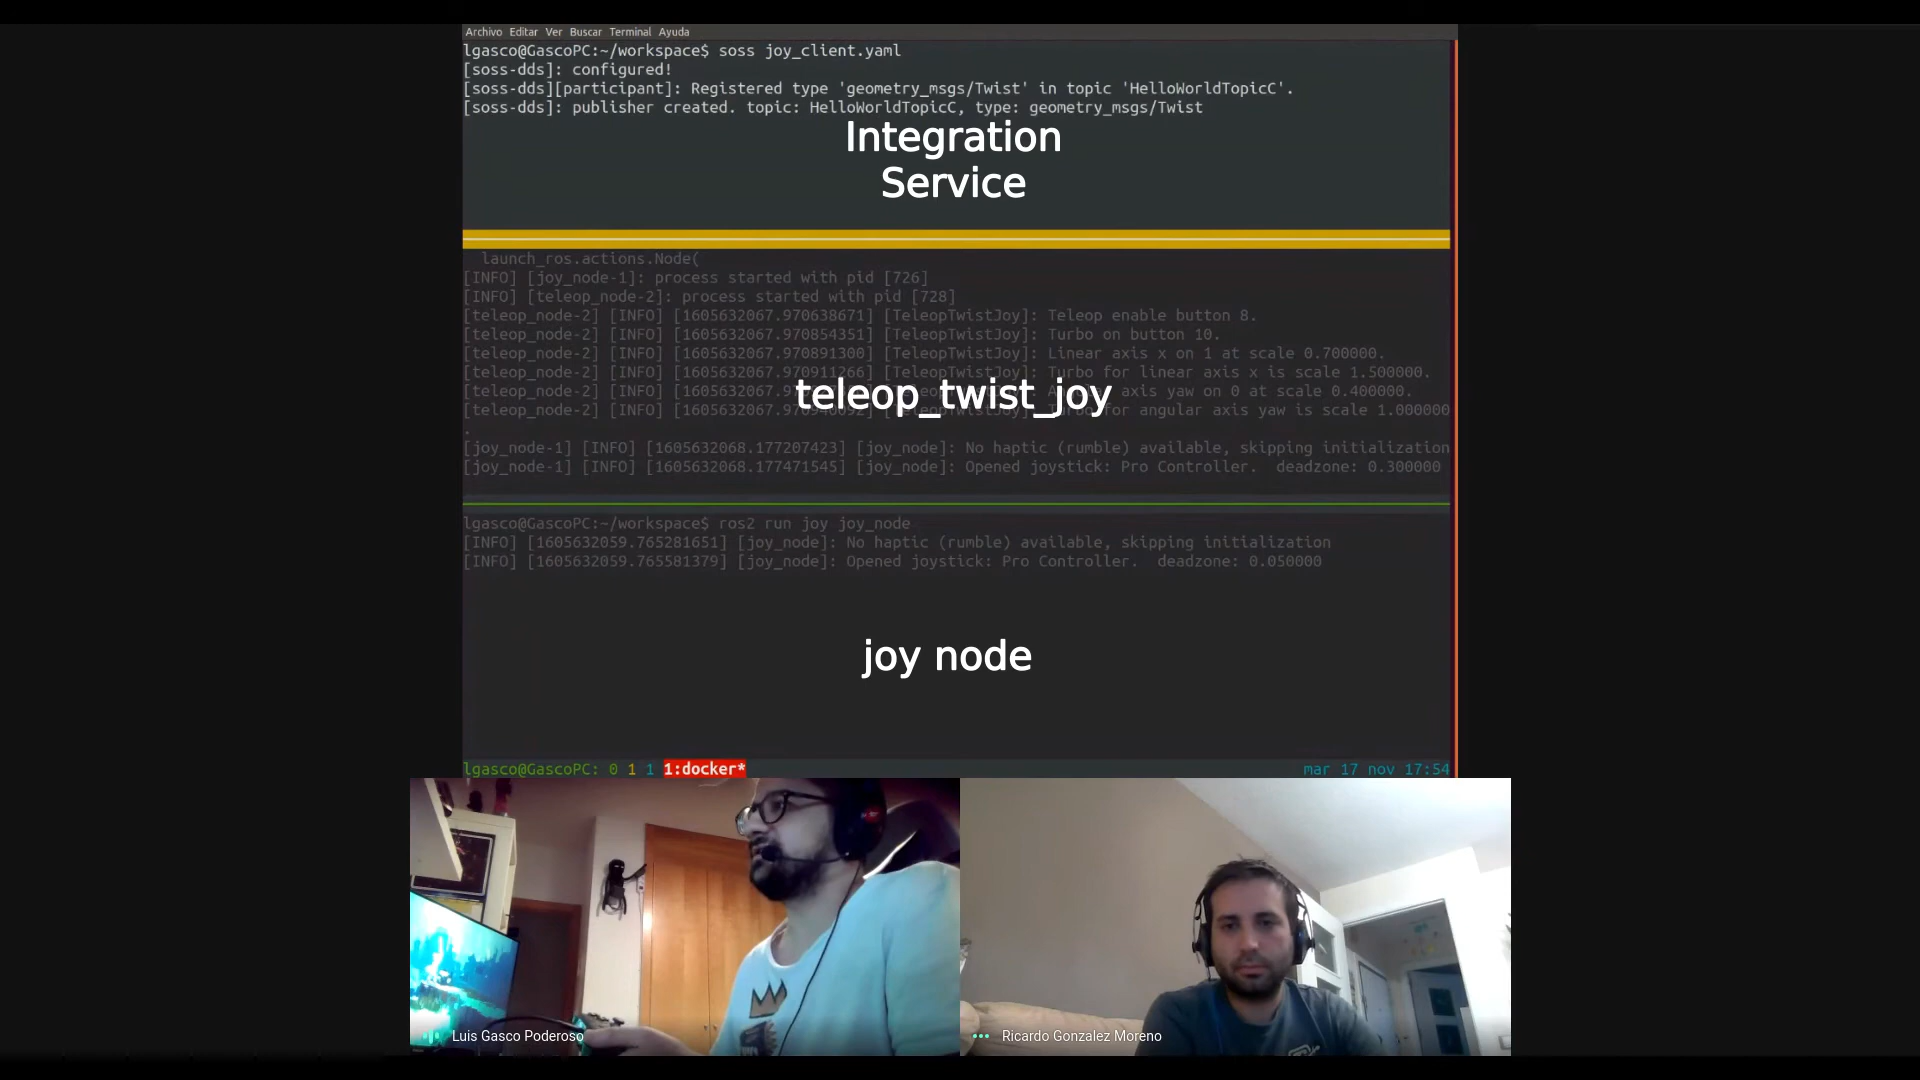 Archivo Editar Ver Buscar Terminal Ayuda
lgasco@GascoPC:~/workspace$ soss joy_client.yaml
[soss-dds]: configured!
[soss-dds][participant]: Registered type 'geometry_msgs/Twist' in topic 'HelloWorldTopicC'.
[soss-dds]: publisher created. topic: HelloWorldTopicC, type: geometry_msgs/Twist
Integration
Service
launch_ros.actions.Node(
[INFO] [joy_node-1]: process started with pid [726]
[INFO] [teleop_node-2]: process started with pid [728]
[teleop_node-2] [INFO] [1605632067.970638671] [TeleopTwistJoy]: Teleop enable button 8.
[teleop_node-2] [INFO] [1605632067.970854351] [TeleopTwistJoy]: Turbo on button 10.
[teleop_node-2] [INFO] [1605632067.970891300] [TeleopTwistJoy]: Linear axis x on 1 at scale 0.700000.
[teleop_node-2] [INFO] [1605632067.970911266] [TeleopTwistJoy]: Turbo for linear axis x is scale 1.500000.
[teleop_node-2] [INFO] axis yaw on 0 at scale 0.400000.
teleop_twist_joy
[teleop_node-2] [INFO] for angular axis yaw is scale 1.000000
.
[joy_node-1] [INFO] [1605632068.177207423] [joy_node]: No haptic (rumble) available, skipping initialization
[joy_node-1] [INFO] [1605632068.177471545] [joy_node]: Opened joystick: Pro Controller. deadzone: 0.300000
lgasco@GascoPC:~/workspace$ ros2 run joy joy_node
[INFO] [1605632059.765281651] [joy_node]: No haptic (rumble) available, skipping initialization
[INFO] [1605632059.765581379] [joy_node]: Opened joystick: Pro Controller. deadzone: 0.050000
joy node
lgasco@GascoPC: 0 1 1 1:docker* mar 17 nov 17:54
Luis Gasco Poderoso
Ricardo Gonzalez Moreno